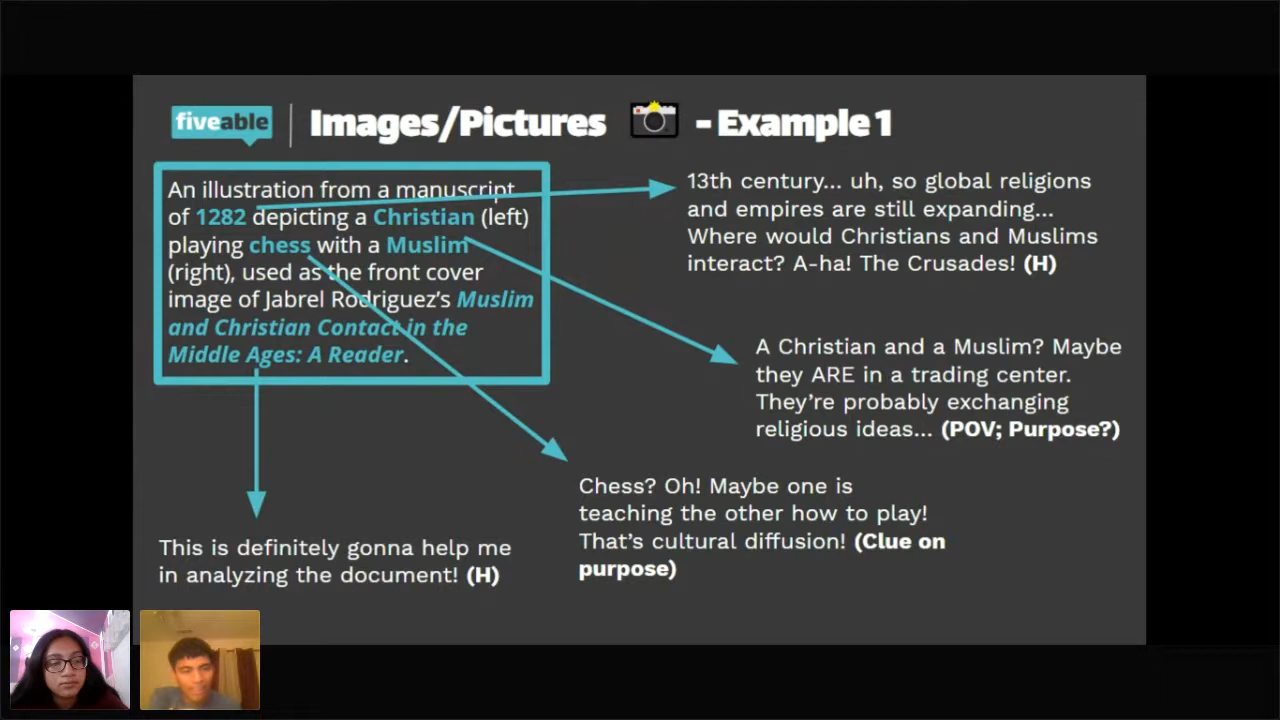 fiveable
Images/Pictures - Example 1
An illustration from a manuscript
of 1282 depicting a Christian (left)
playing chess with a Muslim
(right), used as the front cover
image of Jabrel Rodriguez's Muslim
and Christian Contact in the
Middle Ages: A Reader.
13th century... uh, so global religions
and empires are still expanding...
Where would Christians and Muslims
interact? A-ha! The Crusades! (H)
A Christian and a Muslim? Maybe
they ARE in a trading center.
They're probably exchanging
religious ideas... (POV; Purpose?)
Chess? Oh! Maybe one is
teaching the other how to play!
That's cultural diffusion! (Clue on
purpose)
This is definitely gonna help me
in analyzing the document! (H)